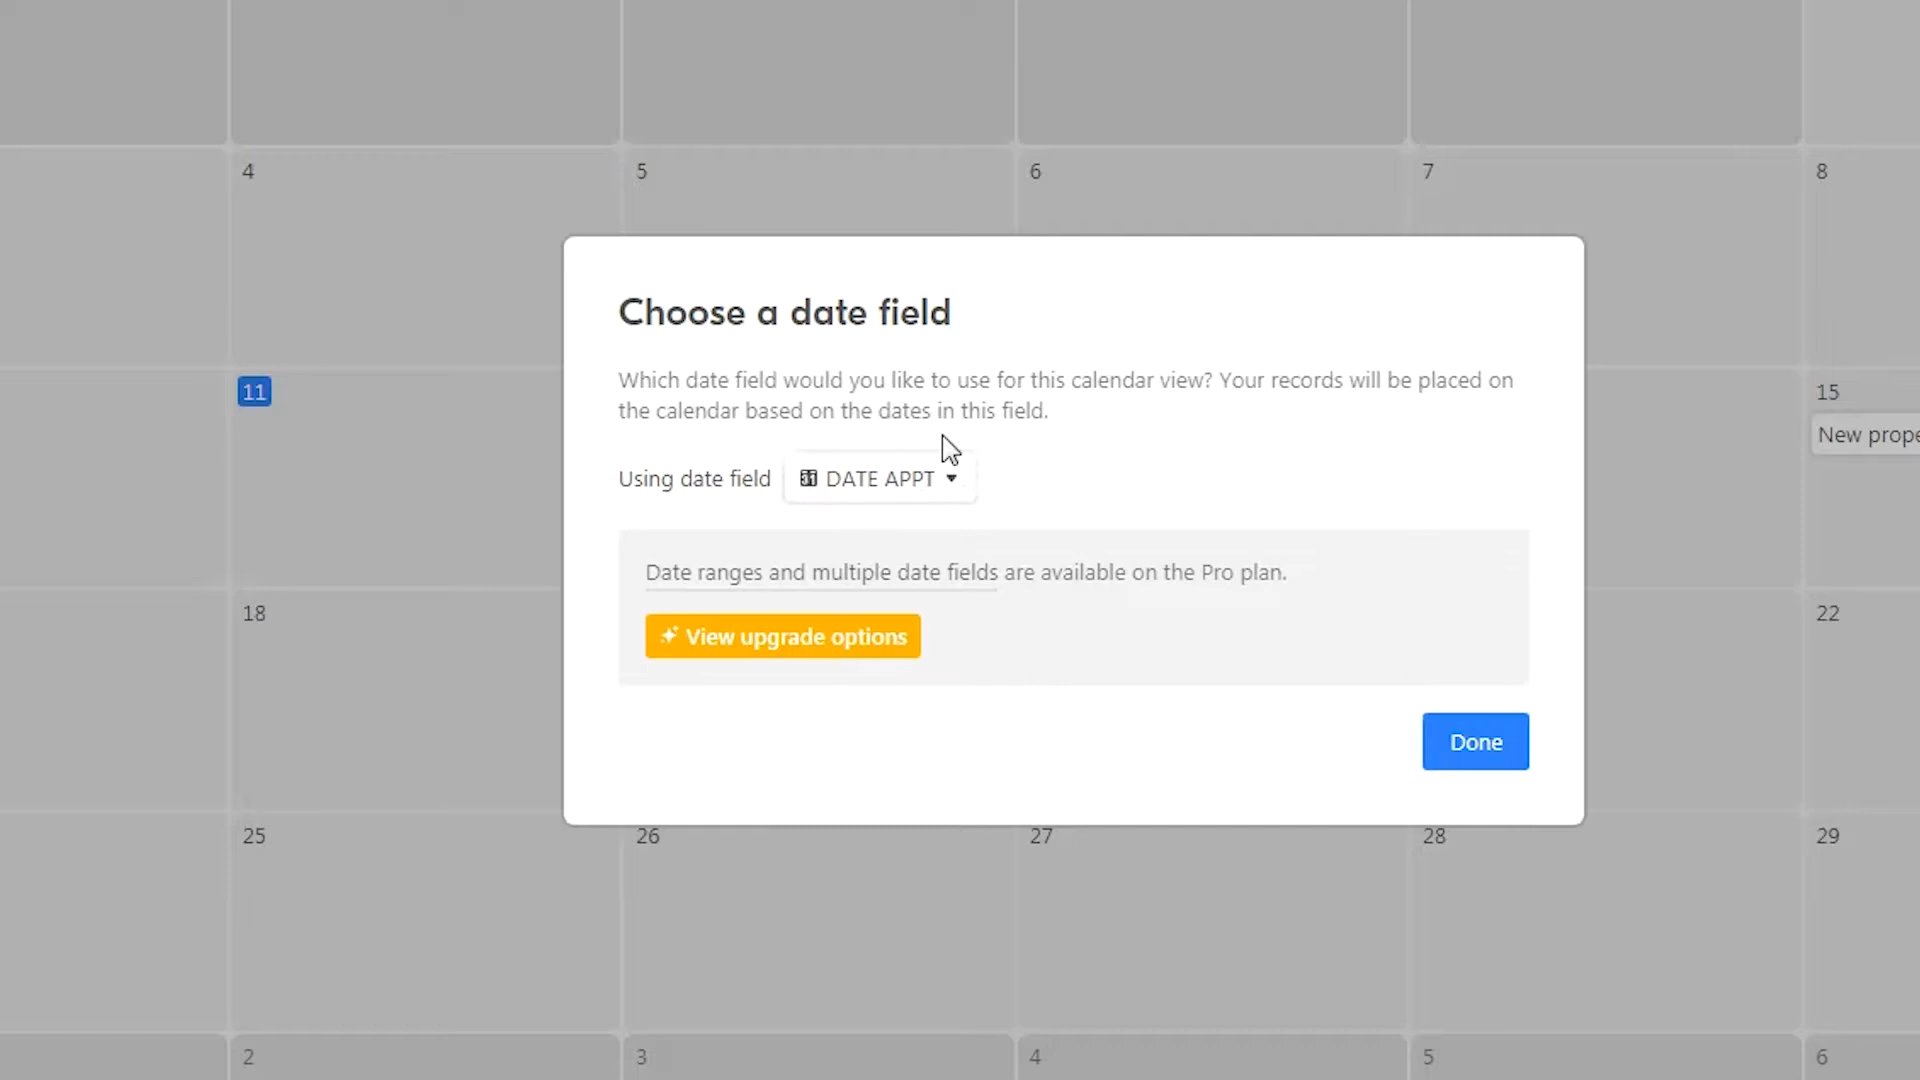 4 5 6 7 8
Choose a date field
Which date field would you like to use for this calendar view? Your records will be placed on
the calendar based on the dates in this field.
11 15
New prope
Using date field DATE APPT
Date ranges and multiple date fields are available on the Pro plan.
18 22
View upgrade options
Done
25 26 27 28 29
2 3 4 5 6